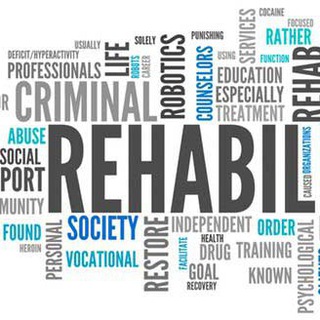 COCAINE
SERVICES
FOCUSED
USUALLY
SOLELY
PUNISHING
RATHER
DEFICIT/HYPERACTIVITY
LIFE
ROBOTS
CAREER
ROBOTICS
COUNSELORS
USING
FUNCTION
REHAB
PROFESSIONALS
EDUCATION
OR
CRIMINAL
ESPECIALLY
TREATMENT
ABUSE
SOCIAL
PORT
REHABIL
CAUSED
ORGANIZATIONS
MUNITY
SOCIETY
INDEPENDENT
ORDER
FOUND
HEROIN
PERSONAL
VOCATIONAL
RESTORE
FACILITATE
HEALTH
DRUG
TRAINING
GOAL
KNOWN
RECOVERY
PSYCHOLOGICAL